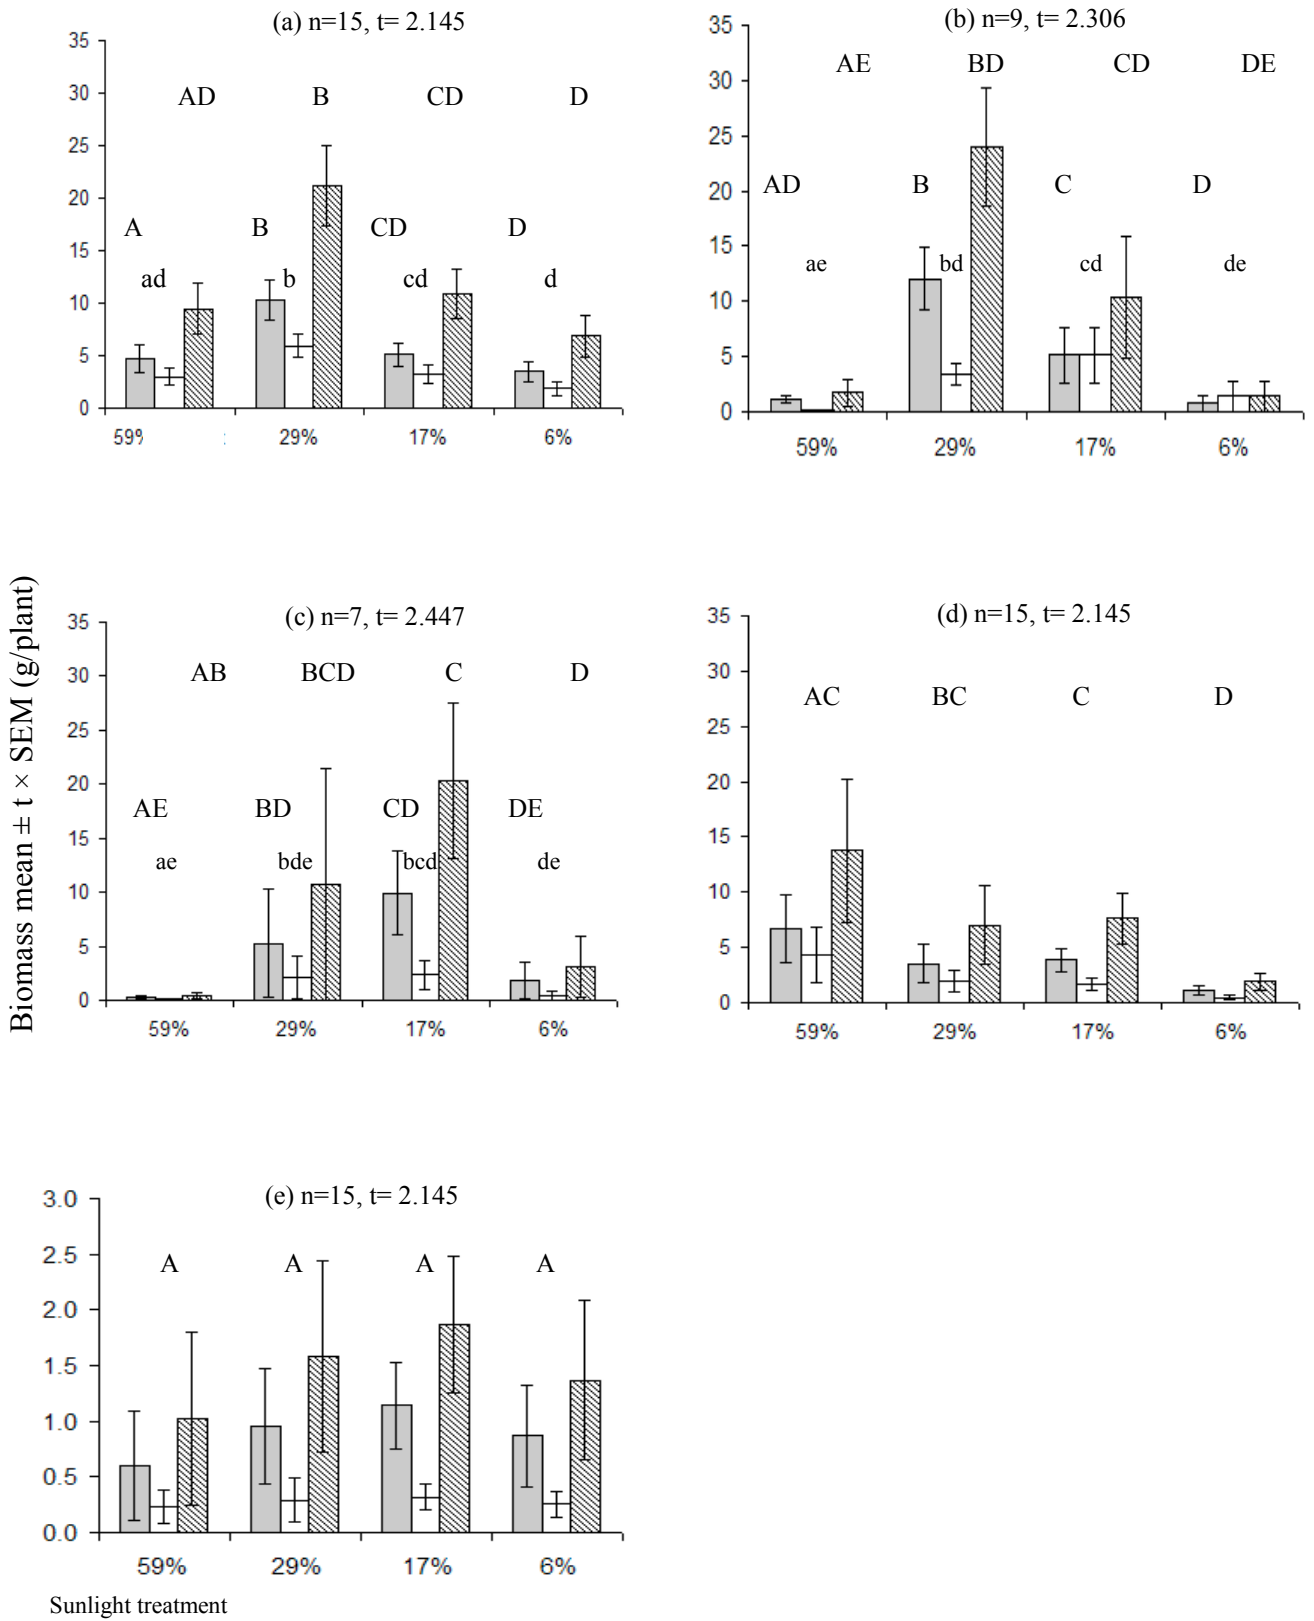 (a) n=15, t= 2.145
35
30
25
20
15
10
5
0
AD B CD D
A B CD D
ad b cd d
59% 29% 17% 6%
(b) n=9, t= 2.306
35
30
25
20
15
10
5
0
AE BD CD DE
AD B C D
ae bd cd de
59% 29% 17% 6%
Biomass mean ± t × SEM (g/plant)
(c) n=7, t= 2.447
35
30
25
20
15
10
5
0
AB BCD C D
AE BD CD DE
ae bde bcd de
59% 29% 17% 6%
(d) n=15, t= 2.145
35
30
25
20
15
10
5
0
AC BC C D
59% 29% 17% 6%
(e) n=15, t= 2.145
3.0
2.5
2.0
1.5
1.0
0.5
0.0
A A A A
59% 29% 17% 6%
Sunlight treatment